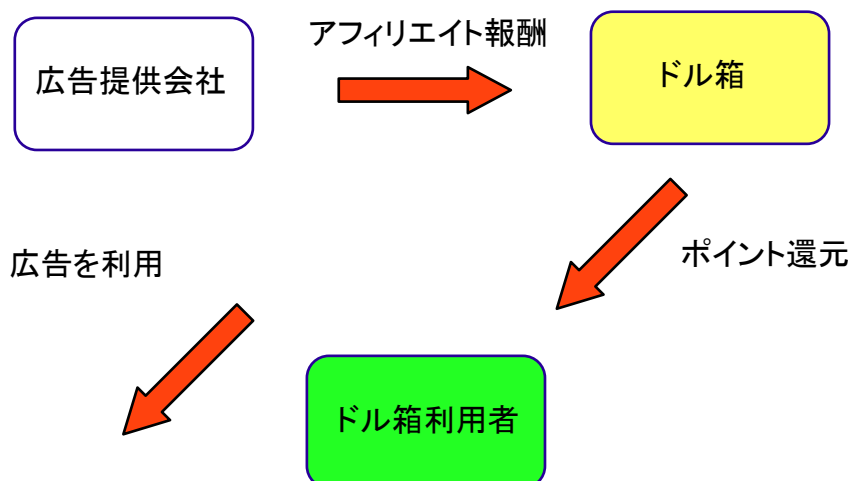 アフィリエイト報酬
広告提供会社
ドル箱
広告を利用
ポイント還元
ドル箱利用者